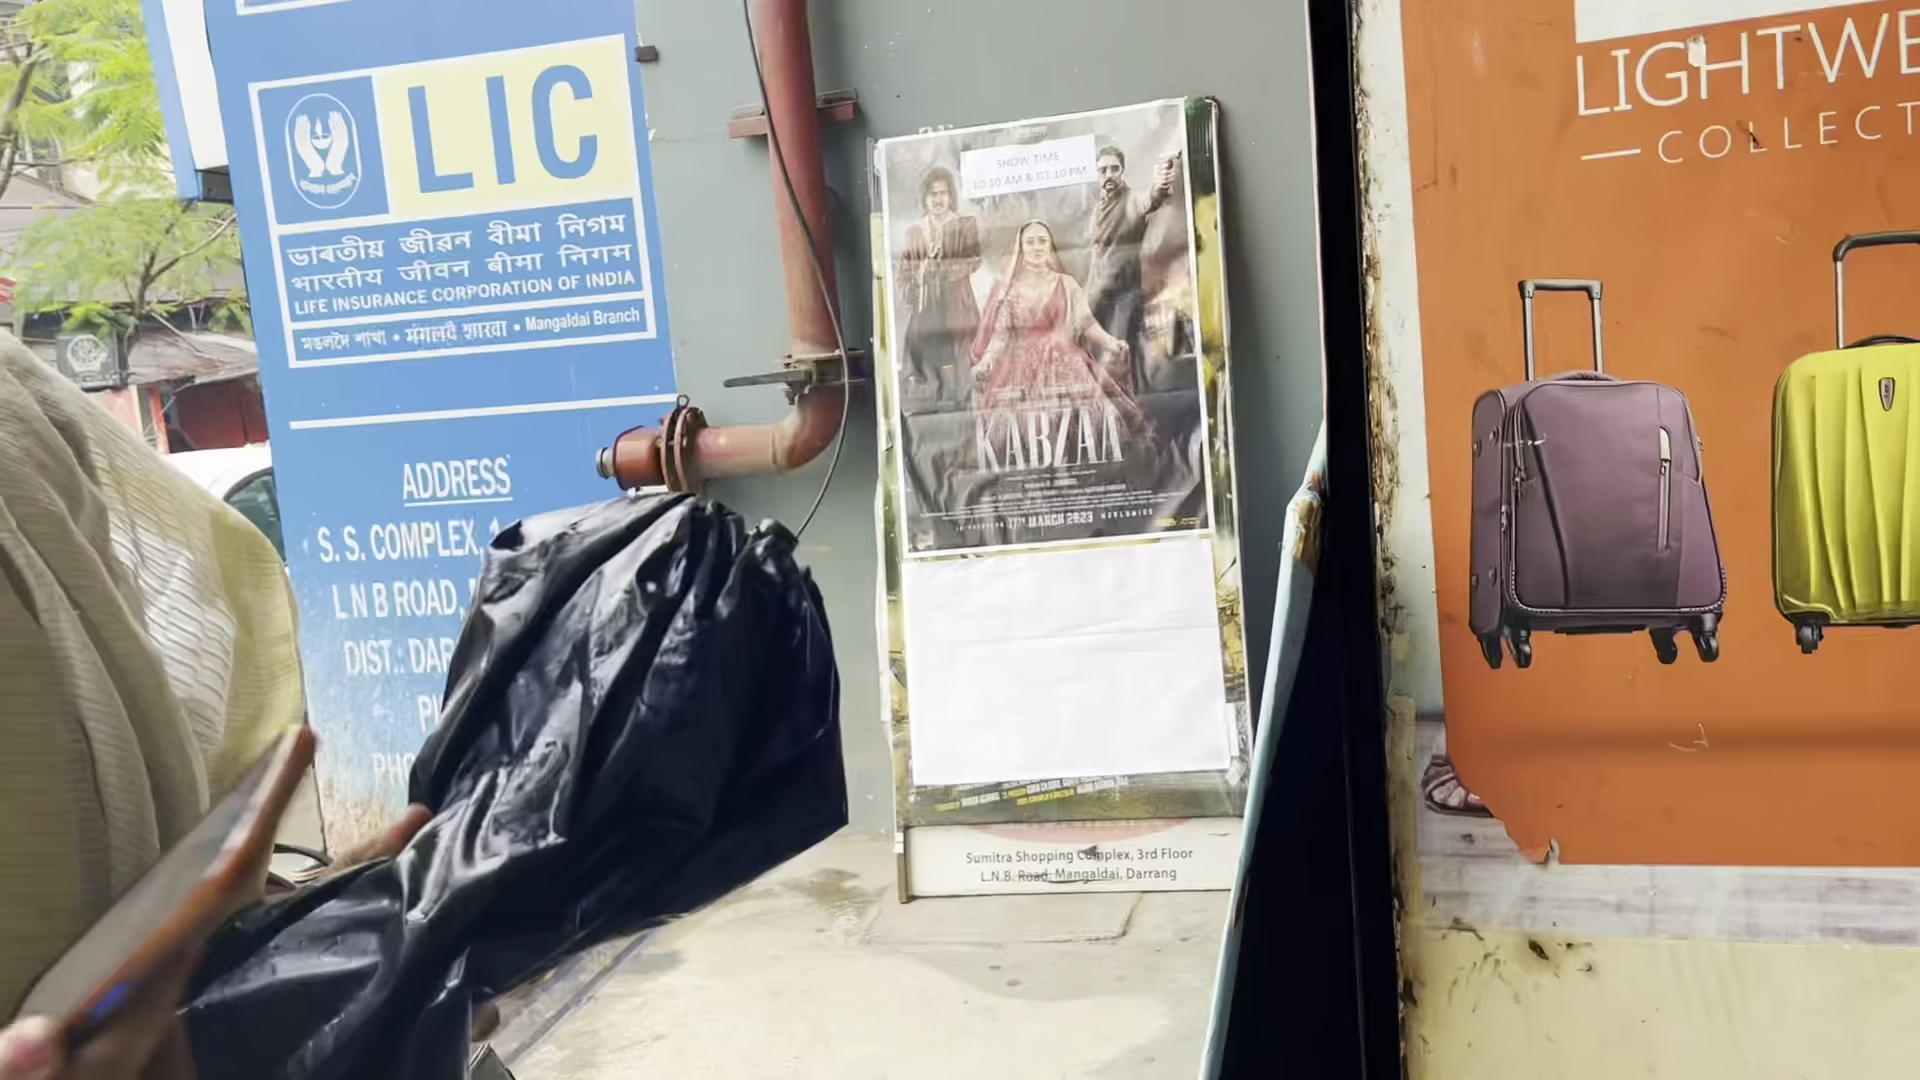 LIC
ভাৰতীয় জীৱন বীমা নিগম
भारतीय जीवन बीमा निगम
LIFE INSURANCE CORPORATION OF INDIA
মঙলদৈ শাখা • मंगलदै शाखा • Mangaldai Branch
ADDRESS
S. S. COMPLEX, 1
L N B ROAD,
DIST.: DAR
SHOW TIME
10.10 AM & 03.10 PM
KABZAA
17TH MARCH 2023 WORLDWIDE
Sumitra Shopping Complex, 3rd Floor
L.N.B. Road, Mangaldai, Darrang
LIGHTWE
COLLECT